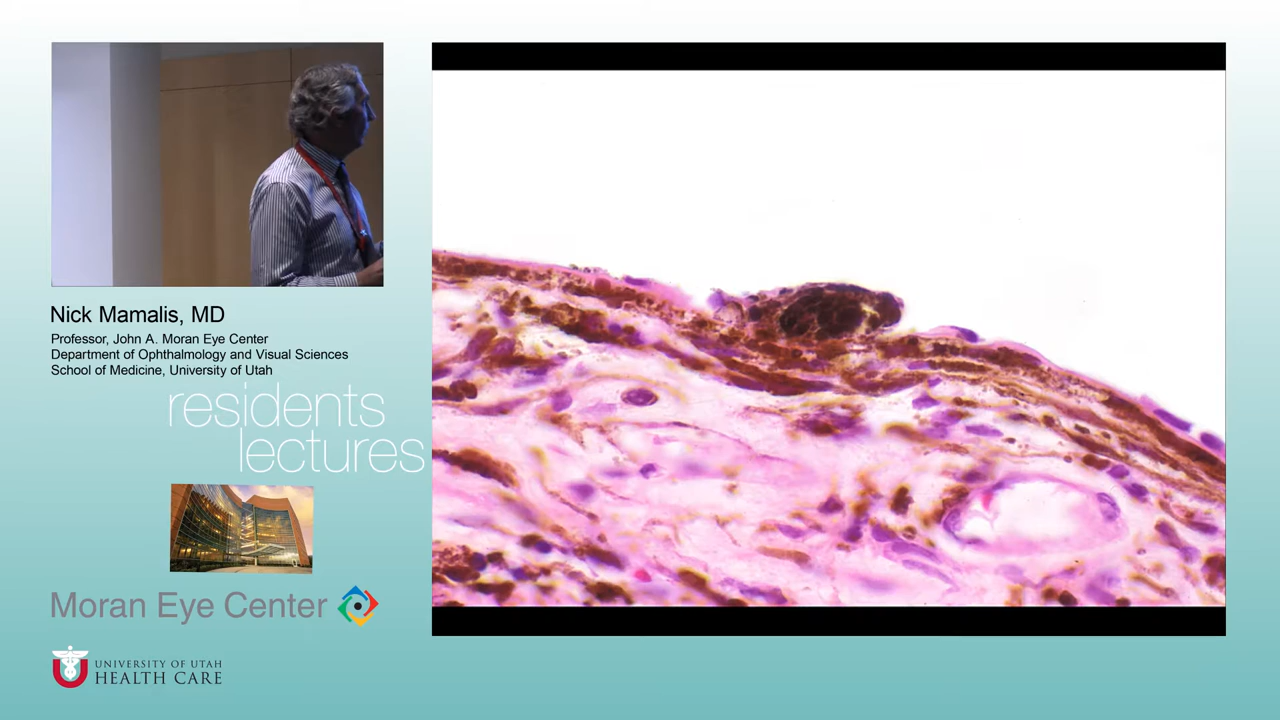 Nick Mamalis, MD
Professor, John A. Moran Eye Center
Department of Ophthalmology and Visual Sciences
School of Medicine, University of Utah
residents
lectures
Moran Eye Center
UNIVERSITY OF UTAH
HEALTH CARE